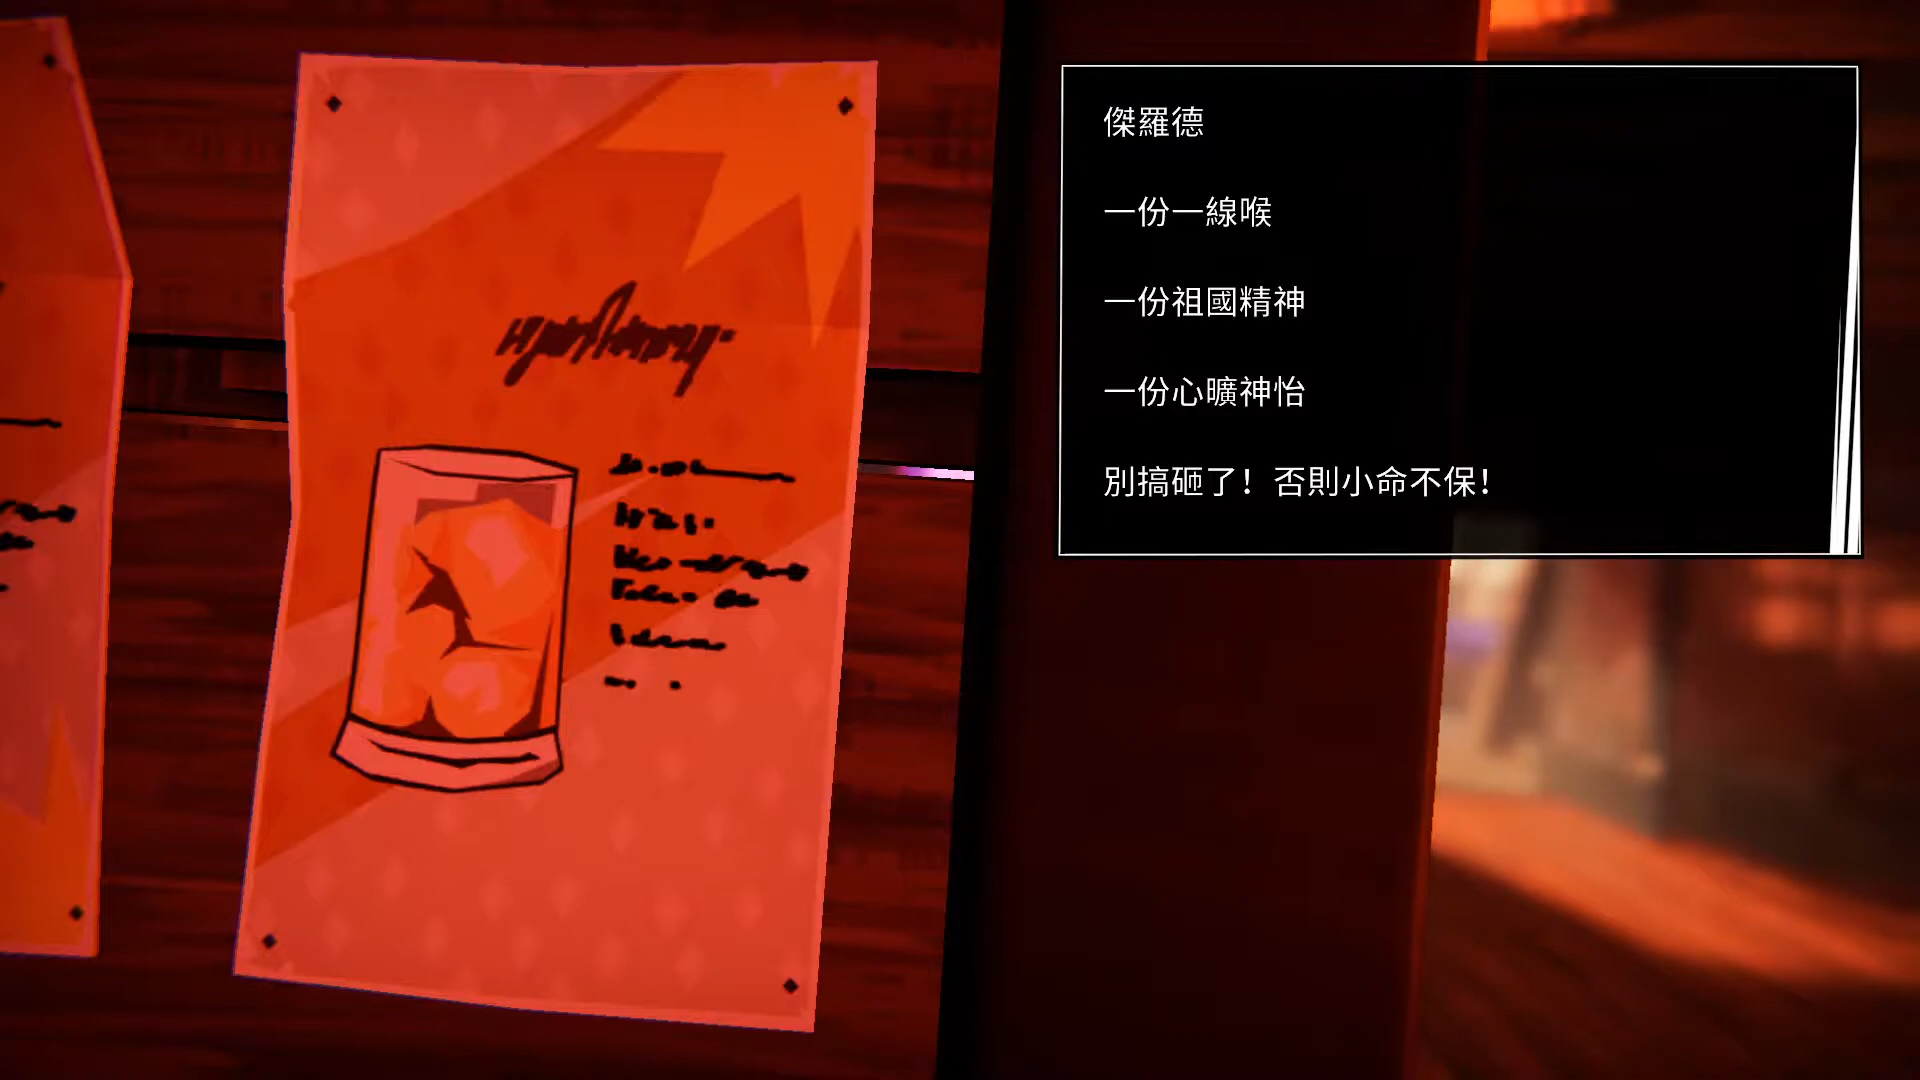 傑羅德
一份一線喉
一份祖國精神
一份心曠神怡
別搞砸了！否則小命不保！